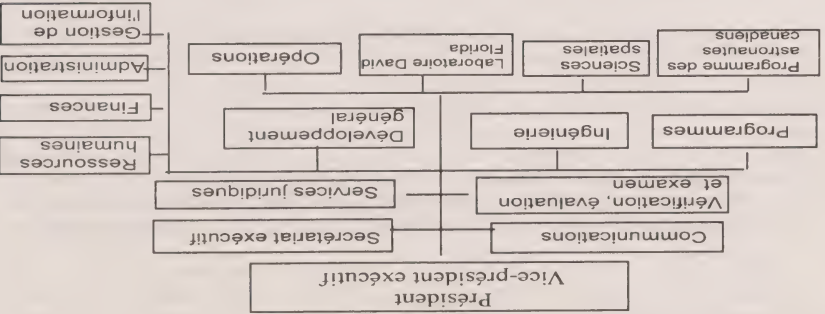 Président
Vice-président exécutif
Communications
Secrétariat exécutif
Vérification, évaluation
et examen
Services juridiques
Programmes
Ingénierie
Développement
général
Ressources
humaines
Finances
Administration
Gestion de
l'information
Programme des
astronautes
canadiens
Sciences
spatiales
Laboratoire David
Florida
Opérations